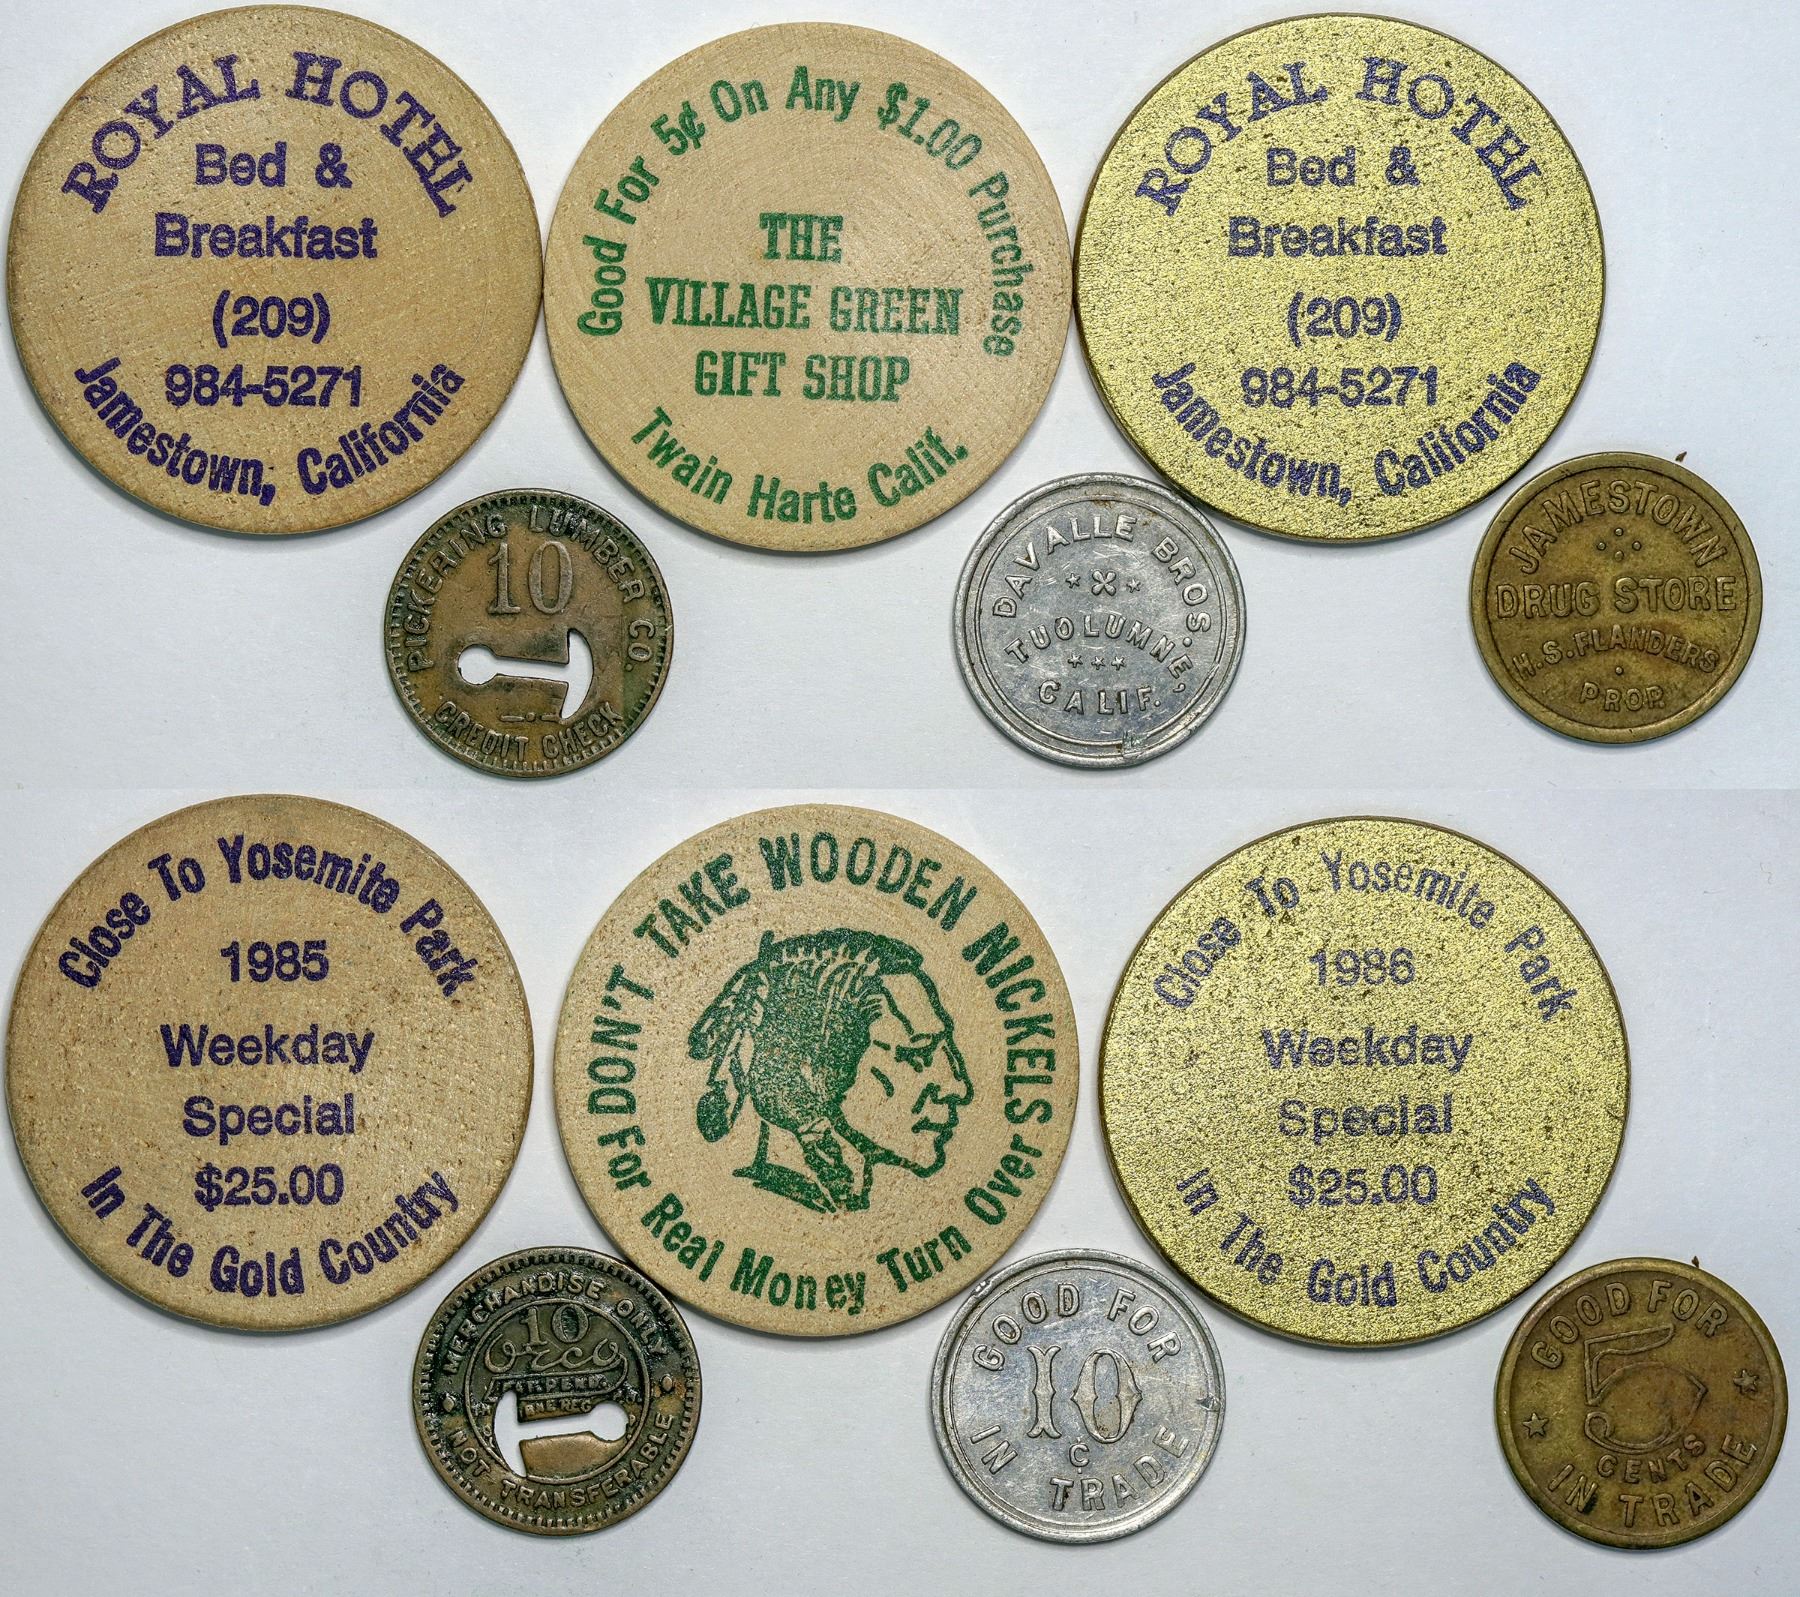 ROYAL HOTEL
Bed &
Breakfast
(209)
984-5271
Jamestown, California
Good For 5¢ On Any $1.00 Purchase
THE
VILLAGE GREEN
GIFT SHOP
Twain Harte Calif.
ROYAL HOTEL
Bed &
Breakfast
(209)
984-5271
Jamestown, California
PICKERING LUMBER CO.
10
CREDIT CHECK
DAVALLE BROS.
TUOLUMNE,
CALIF.
JAMESTOWN
DRUG STORE
H.S. FLANDERS
PROP.
Close To Yosemite Park
1985
Weekday
Special
$25.00
In The Gold Country
DON'T TAKE WOODEN NICKELS
For Real Money Turn Over
Close To Yosemite Park
1986
Weekday
Special
$25.00
In The Gold Country
MERCHANDISE ONLY
10
Orco
NOT TRANSFERABLE
GOOD FOR
10
C
IN TRADE
GOOD FOR
5
CENTS
IN TRADE